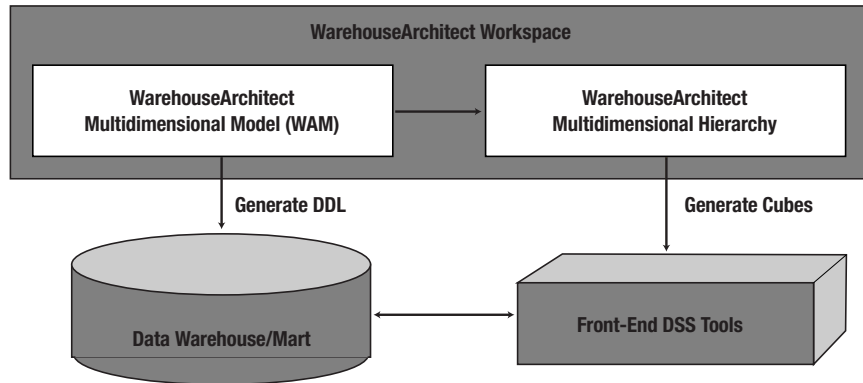 WarehouseArchitect Workspace
WarehouseArchitect
Multidimensional Model (WAM)
WarehouseArchitect
Multidimensional Hierarchy
Generate DDL
Generate Cubes
Data Warehouse/Mart
Front-End DSS Tools